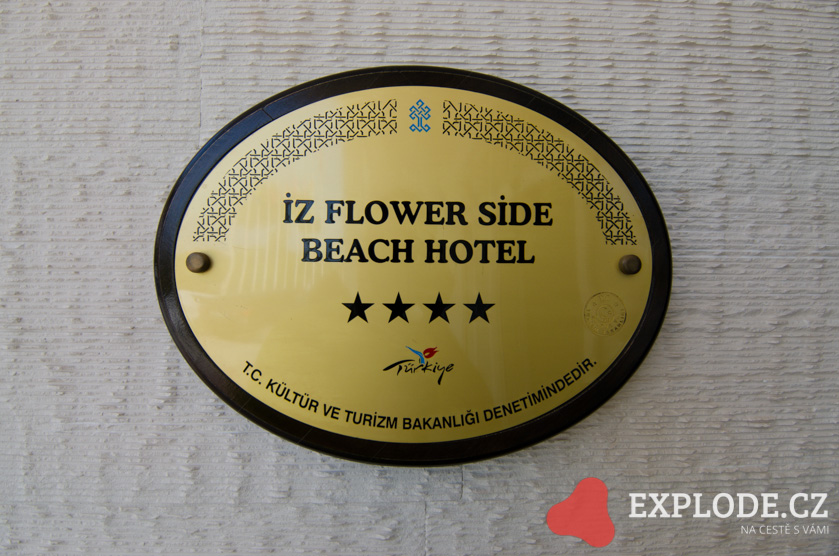 İZ FLOWER SİDE
BEACH HOTEL
★★★★
Türkiye
T.C. KÜLTÜR VE TURİZM BAKANLIĞI DENETİMİNDEDİR.
EXPLODE.CZ
NA CESTĚ S VÁMI